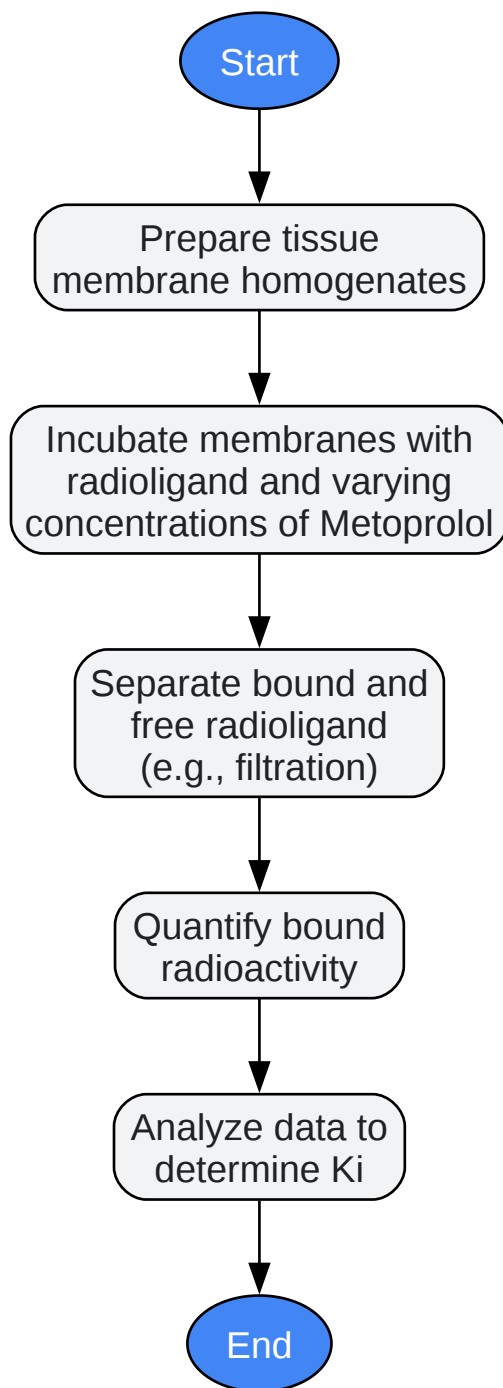 Start
Prepare tissue
membrane homogenates
Incubate membranes with
radioligand and varying
concentrations of Metoprolol
Separate bound and
free radioligand
(e.g., filtration)
Quantify bound
radioactivity
Analyze data to
determine Ki
End